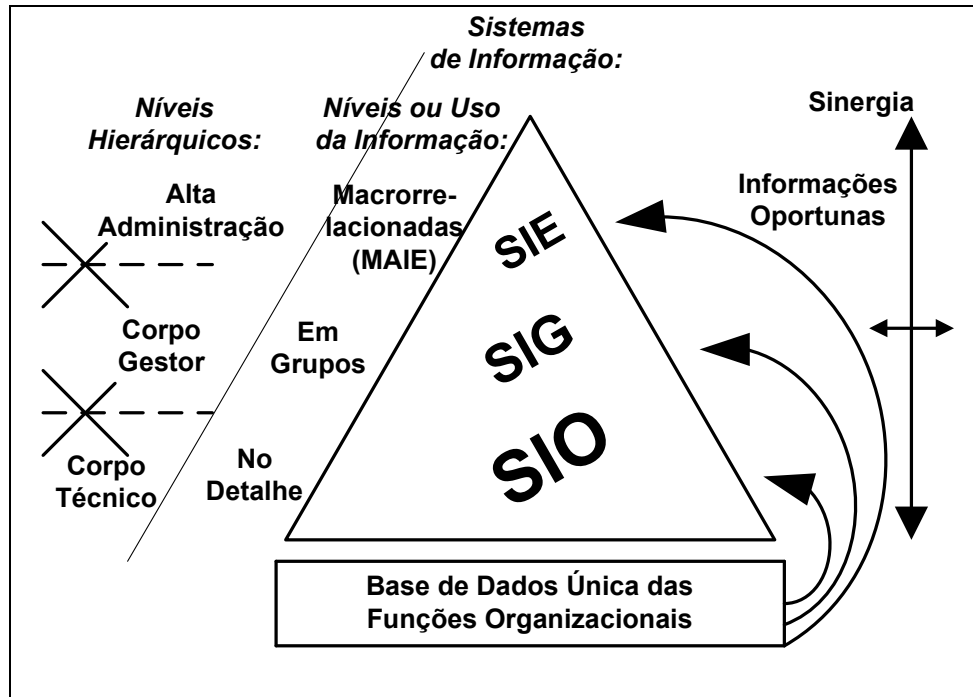 Sistemas
de Informação:
Níveis
Hierárquicos:
Níveis ou Uso
da Informação:
Sinergia
Alta
Administração
Macrorre-
lacionadas
(MAIE)
SIE
Informações
Oportunas
Corpo
Gestor
Em
Grupos
SIG
Corpo
Técnico
No
Detalhe
SIO
Base de Dados Única das
Funções Organizacionais